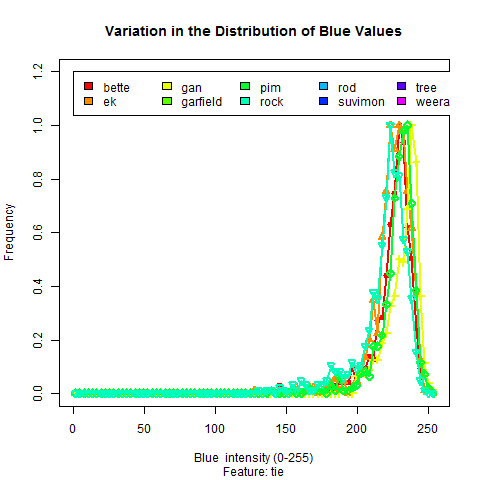 Variation in the Distribution of Blue Values
bette gan pim rod tree
ek garfield rock suvimon weera
Frequency
0.0 0.2 0.4 0.6 0.8 1.0 1.2
0 50 100 150 200 250
Blue intensity (0-255)
Feature: tie